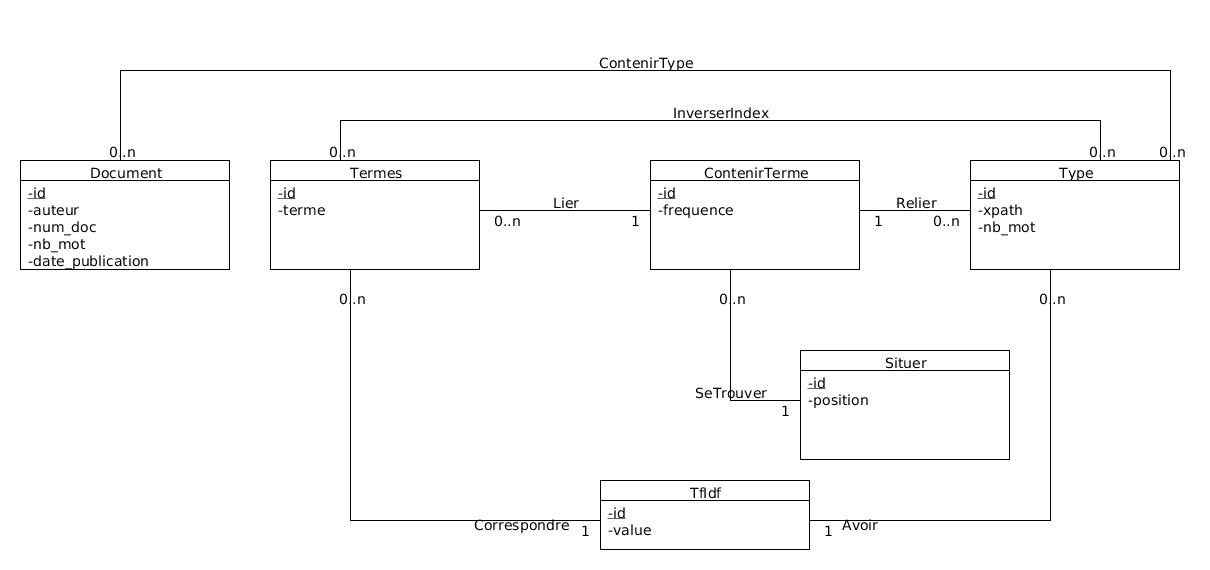 ContenirType
InverserIndex
0..n
0..n
0..n
0..n
Document
-id
-auteur
-num_doc
-nb_mot
-date_publication
Termes
-id
-terme
Lier
0..n
1
ContenirTerme
-id
-frequence
Relier
1
0..n
Type
-id
-xpath
-nb_mot
0..n
0..n
0..n
SeTrouver
1
Situer
-id
-position
Correspondre
1
TfIdf
-id
-value
1
Avoir